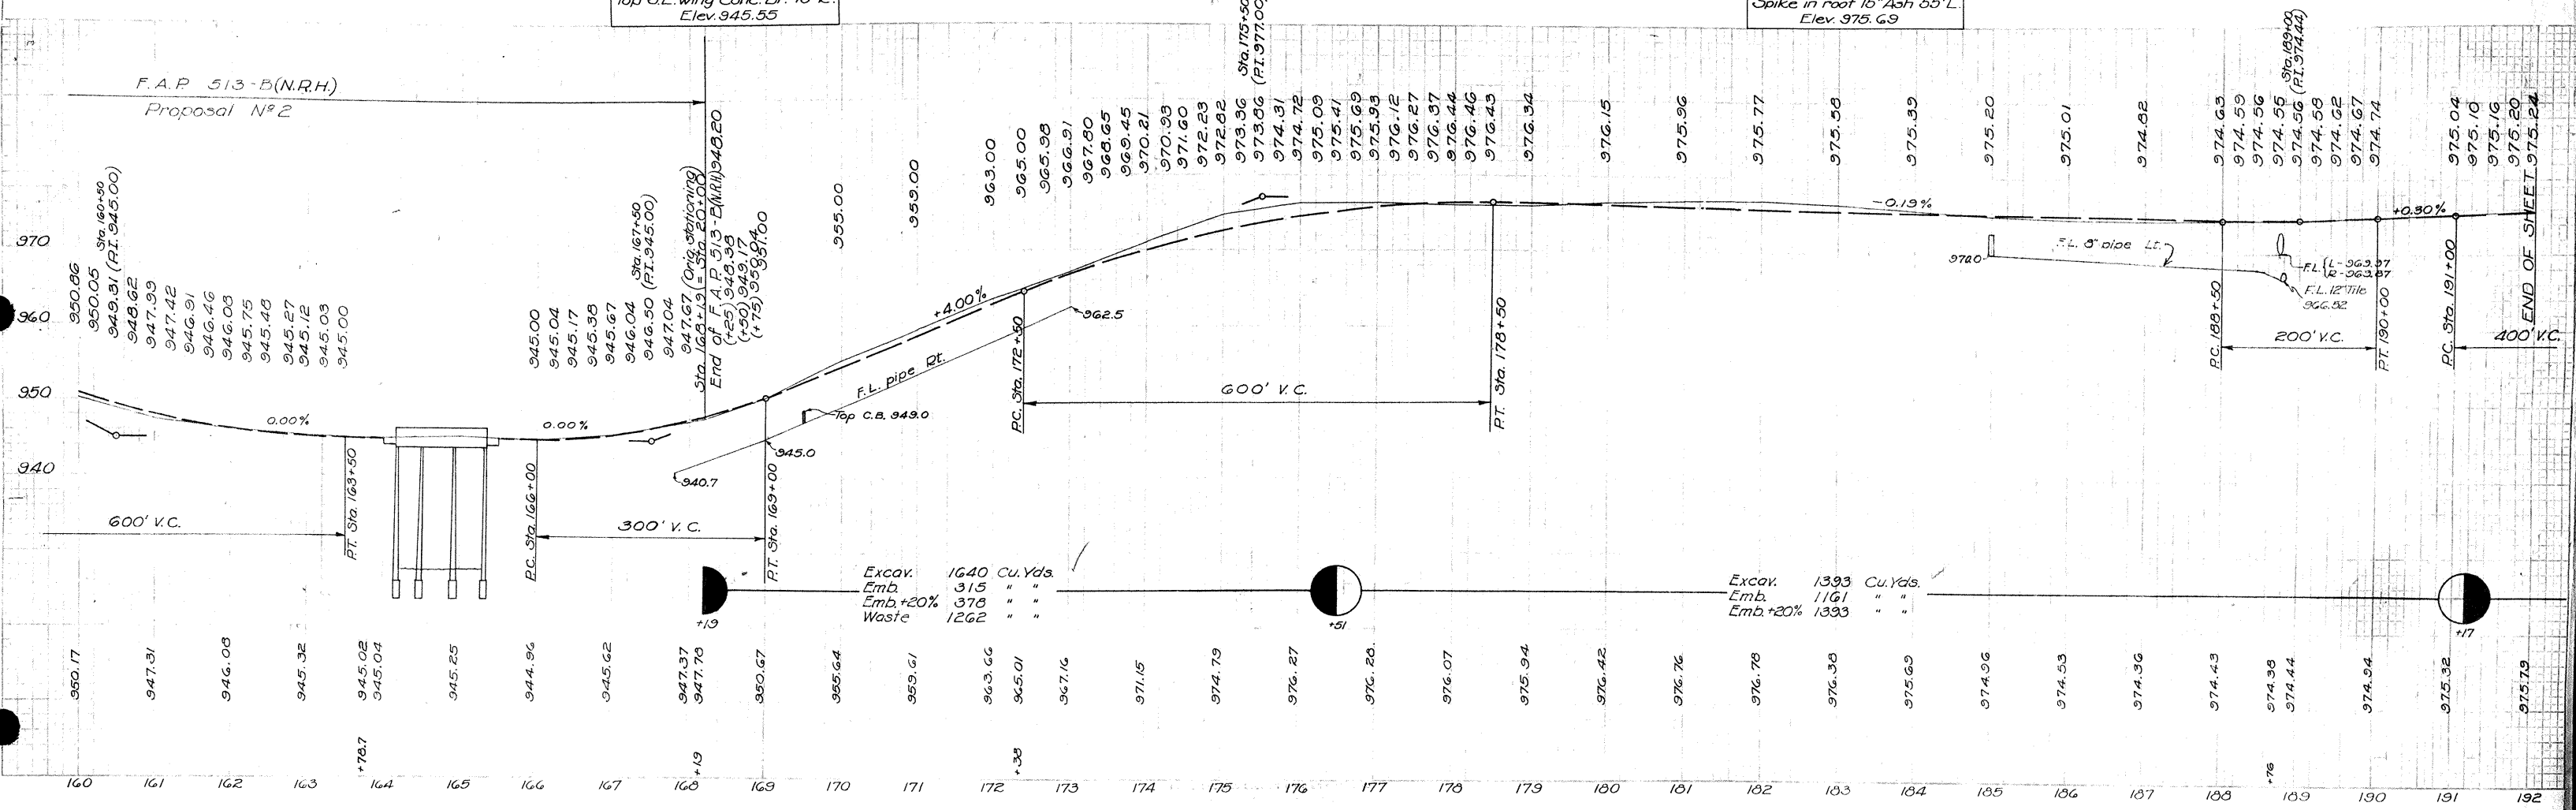 Top S.E. wing Conc. Br. 16' L.
Elev. 945.55
Spike in root 16" Ash 55' L.
Elev. 975.69
F.A.P. 513-B (N.R.H.)
Proposal Nº 2
970
960
950
940
950.86
950.05
Sta. 160+50
949.31 (P.I. 945.00)
948.62
947.99
947.42
946.91
946.46
946.08
945.75
945.48
945.27
945.12
945.03
945.00
945.00
945.04
945.17
945.38
945.67
946.04
Sta. 167+50
946.50 (P.I. 945.00)
947.04
947.67 (Orig. Stationing)
Sta. 168+19 = Sta. 20+00
End of F.A.P. 513-B (N.R.H.) 948.20
(+25) 948.38
(+50) 949.17
(+75) 950.04
951.00
955.00
959.00
963.00
965.00
965.98
966.91
967.80
968.65
969.45
970.21
970.93
971.60
972.23
972.82
973.36
Sta. 175+50
973.86 (P.I. 977.00)
974.31
974.72
975.09
975.41
975.69
975.93
976.12
976.27
976.37
976.44
976.46
976.43
976.34
976.15
975.96
975.77
975.58
975.39
975.20
975.01
974.82
974.63
974.59
974.56
974.55
Sta. 189+00
974.56 (P.I. 974.44)
974.58
974.62
974.67
974.74
975.04
975.10
975.16
975.20
975.24
END OF SHEET
0.00%
0.00%
+4.00%
-0.19%
+0.30%
F.L. pipe Rt.
962.5
Top C.B. 949.0
945.0
940.7
972.0
F.L. 8" pipe Lt.
F.L. {L-969.97
R-969.87
F.L. 12" Tile
966.52
P.T. Sta. 163+50
P.C. Sta. 166+00
P.T. Sta. 169+00
P.C. Sta. 172+50
P.T. Sta. 178+50
P.C. 188+50
P.T. 190+00
P.C. Sta. 191+00
600' V.C.
300' V.C.
600' V.C.
200' V.C.
400' V.C.
Excav. 1640 Cu. Yds.
Emb. 315 " "
Emb. +20% 378 " "
Waste 1262 " "
Excav. 1393 Cu. Yds.
Emb. 1161 " "
Emb. +20% 1393 " "
+19
+51
+17
950.17
947.31
946.08
945.32
945.02
945.04
945.25
944.96
945.62
947.37
947.78
950.67
955.64
959.61
963.66
965.01
967.16
971.15
974.79
976.27
976.28
976.07
975.94
976.42
976.76
976.78
976.38
975.69
974.96
974.53
974.36
974.43
974.38
974.44
974.94
975.32
975.79
+78.7
+19
+38
+76
160 161 162 163 164 165 166 167 168 169 170 171 172 173 174 175 176 177 178 179 180 181 182 183 184 185 186 187 188 189 190 191 192